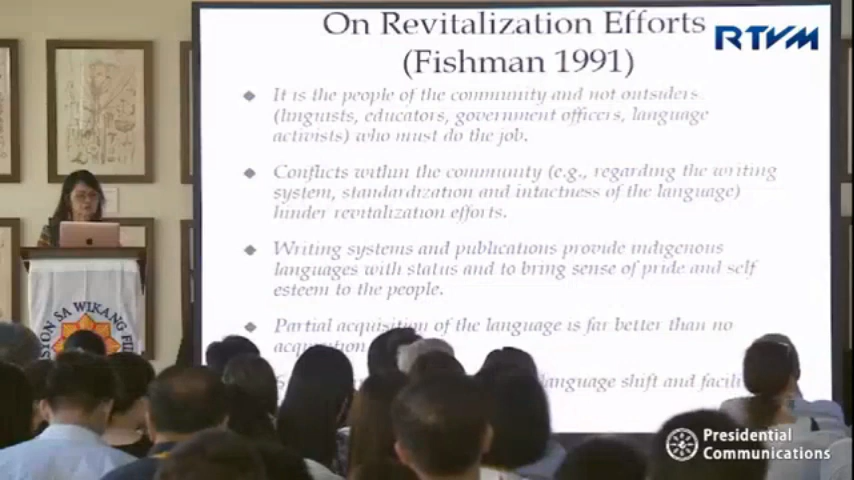 On Revitalization Efforts
(Fishman 1991)
RTVM
It is the people of the community and not outsiders
(linguists, educators, government officers, language
activists) who must do the job.
Conflicts within the community (e.g., regarding the writing
system, standardization and intactness of the language)
hinder revitalization efforts.
Writing systems and publications provide indigenous
languages with status and to bring sense of pride and self
esteem to the people.
Partial acquisition of the language is far better than no
acquisition
language shift and
SA WIKANG
Presidential
Communications